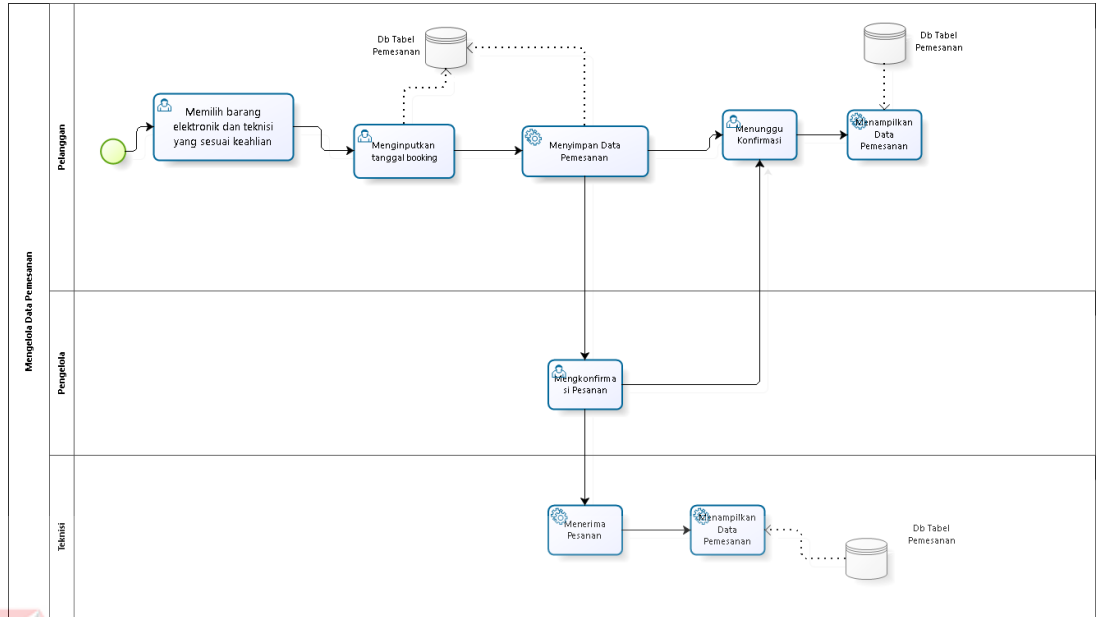 Mengelola Data Pemesanan
Pelanggan
Db Tabel
Pemesanan
Db Tabel
Pemesanan
Memilih barang
elektronik dan teknisi
yang sesuai keahlian
Menginputkan
tanggal booking
Menyimpan Data
Pemesanan
Menunggu
Konfirmasi
Menampilkan
Data
Pemesanan
Pengelola
Mengkonfirma
si Pesanan
Teknisi
Menerima
Pesanan
Menampilkan
Data
Pemesanan
Db Tabel
Pemesanan